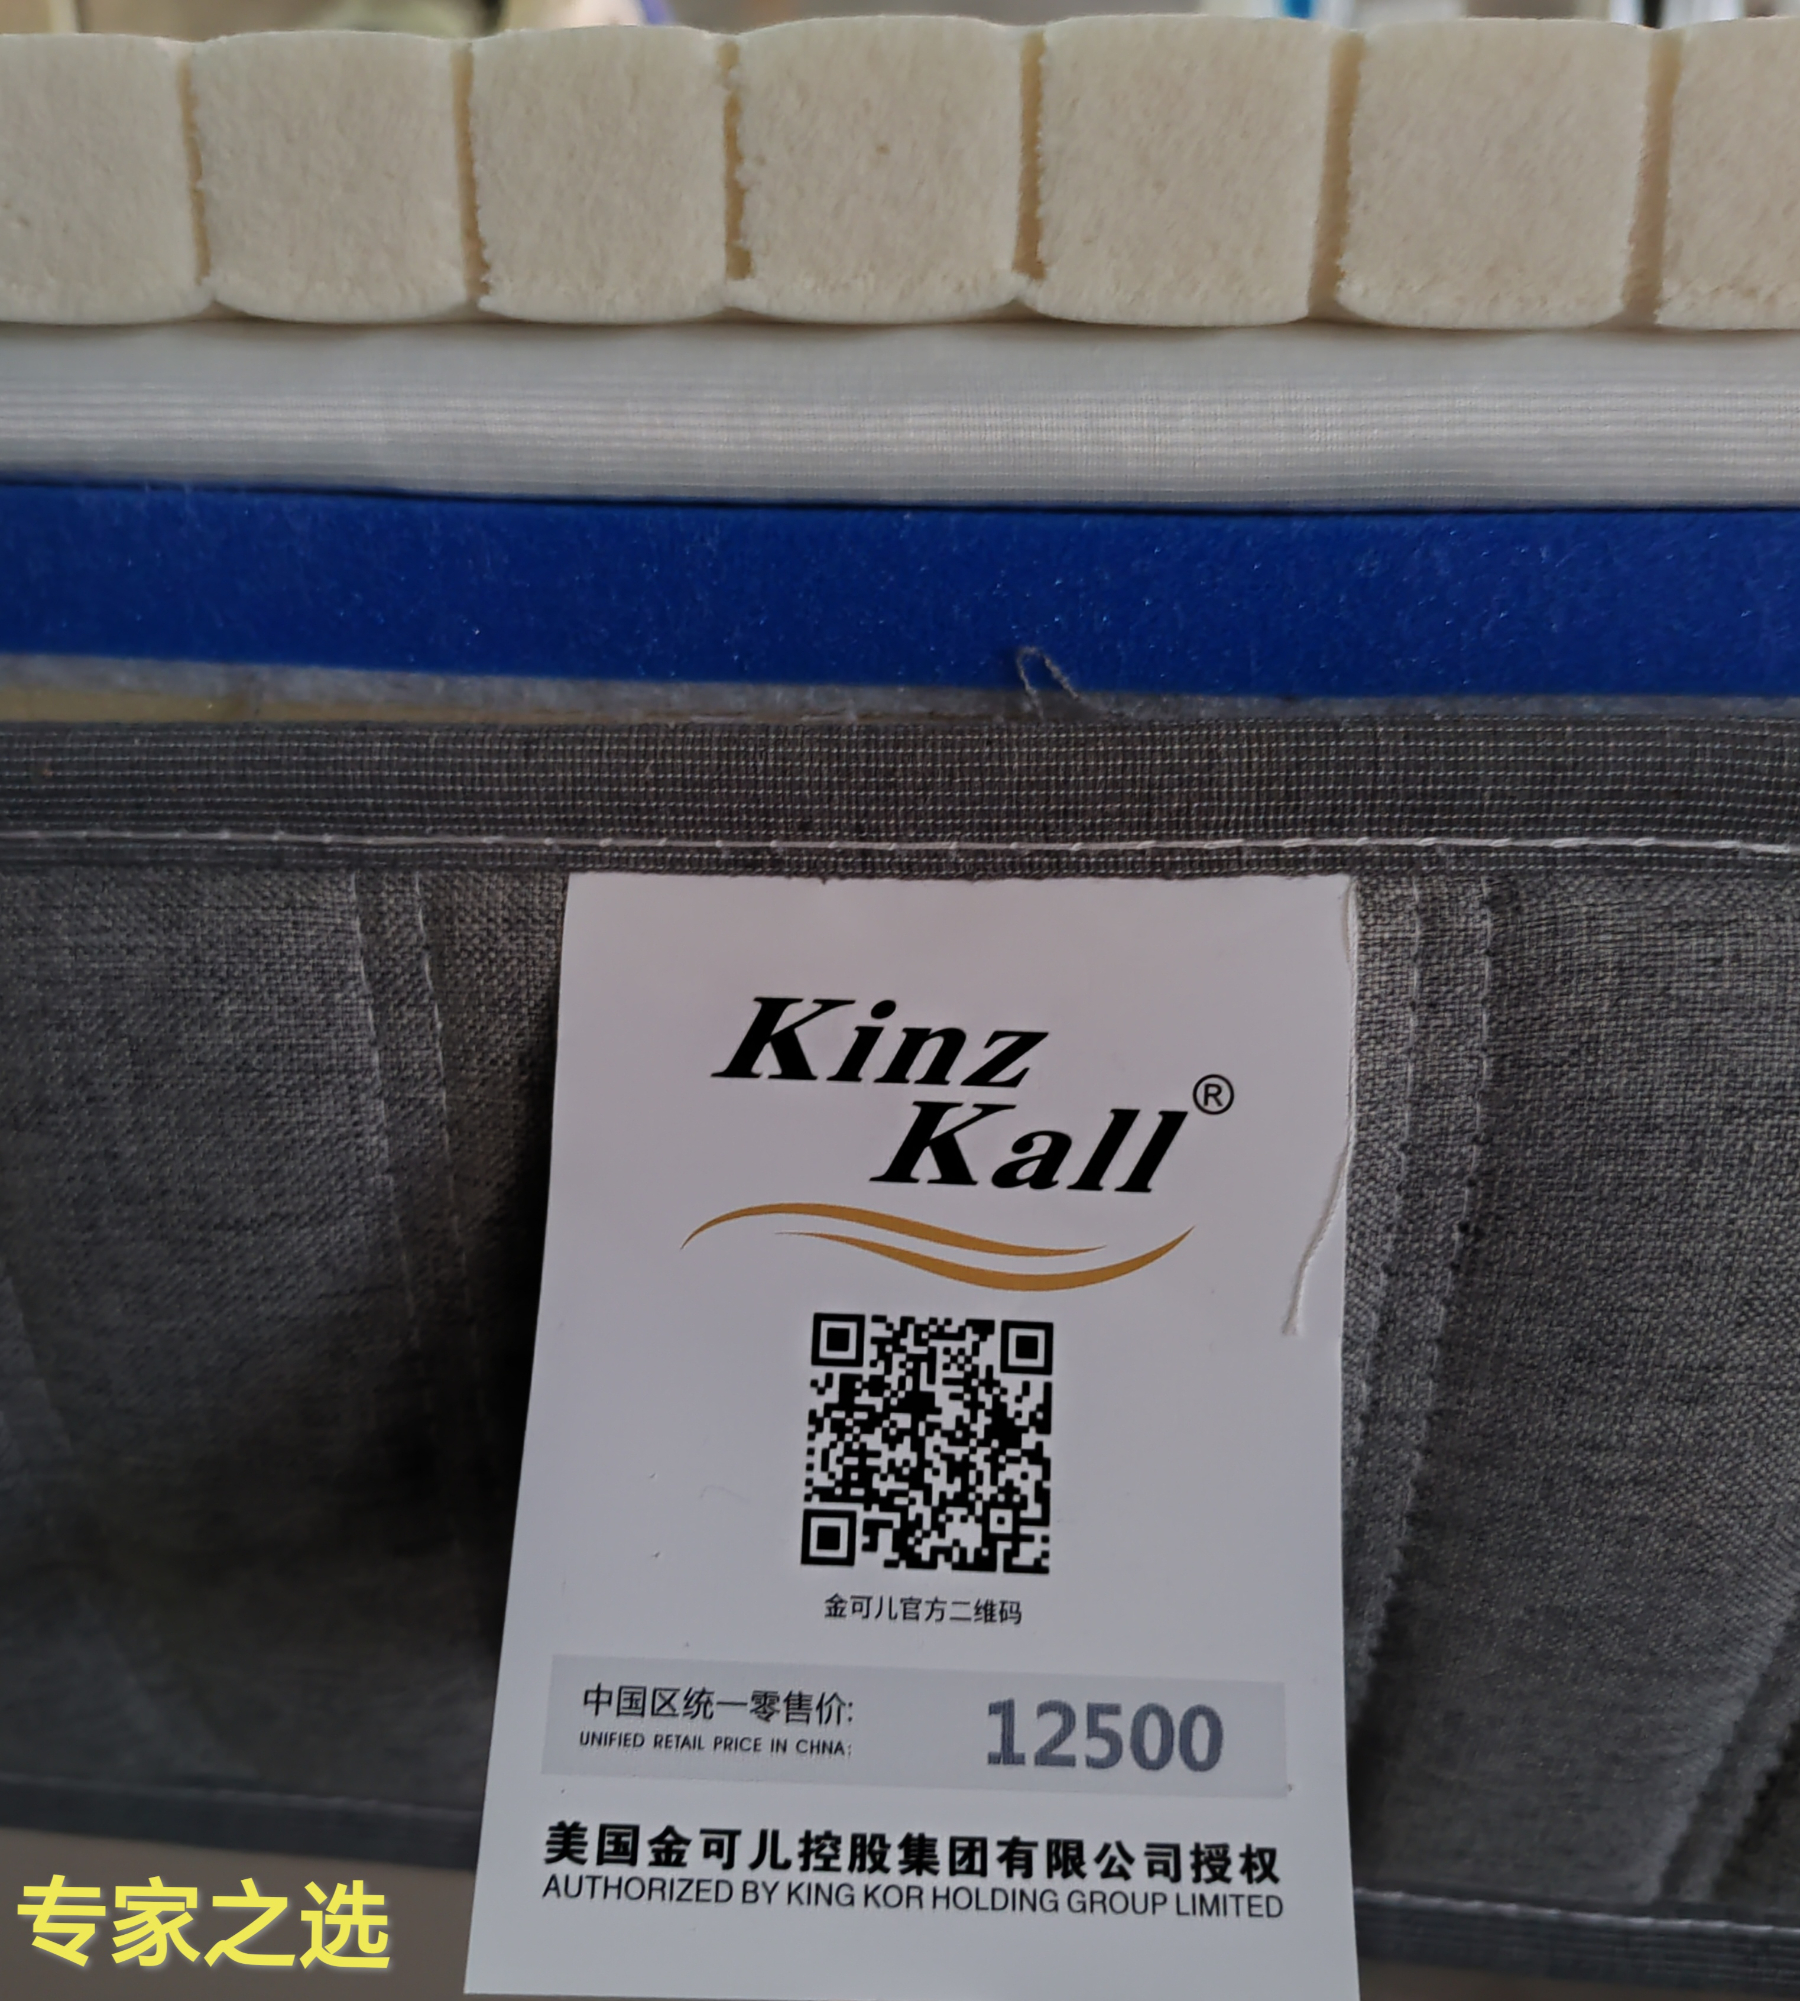 Kinz
Kall®
金可儿官方二维码
中国区统一零售价:
UNIFIED RETAIL PRICE IN CHNA:
12500
美国金可儿控股集团有限公司授权
AUTHORIZED BY KING KOR HOLDING GROUP LIMITED
专家之选